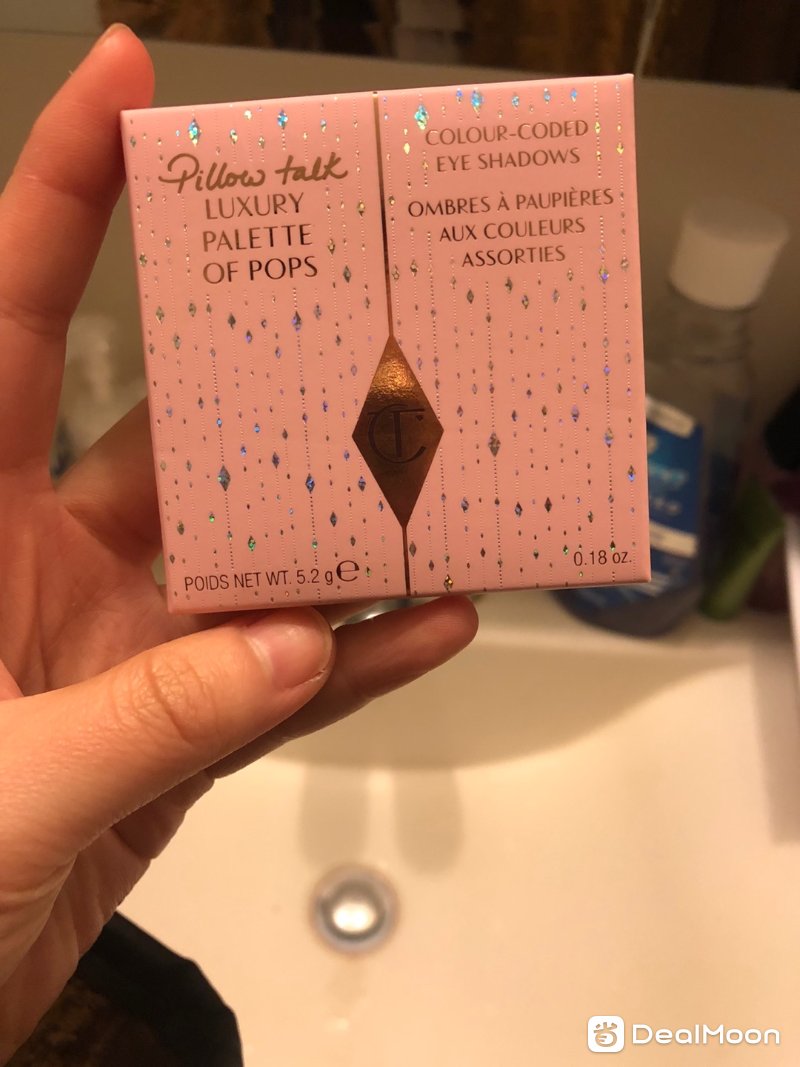 Pillow talk
LUXURY
PALETTE
OF POPS
COLOUR-CODED
EYE SHADOWS
OMBRES À PAUPIÈRES
AUX COULEURS
ASSORTIES
CT
POIDS NET WT. 5.2 g ℮
0.18 oz.
DealMoon